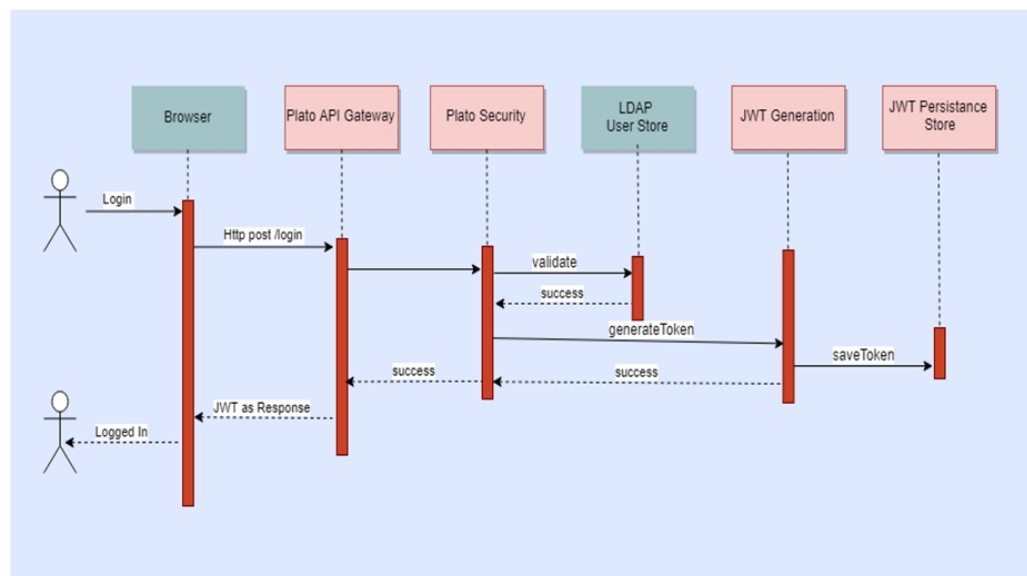 Browser
Plato API Gateway
Plato Security
LDAP
User Store
JWT Generation
JWT Persistance
Store
Login
Http post /login
validate
success
generateToken
saveToken
success
success
JWT as Response
Logged In